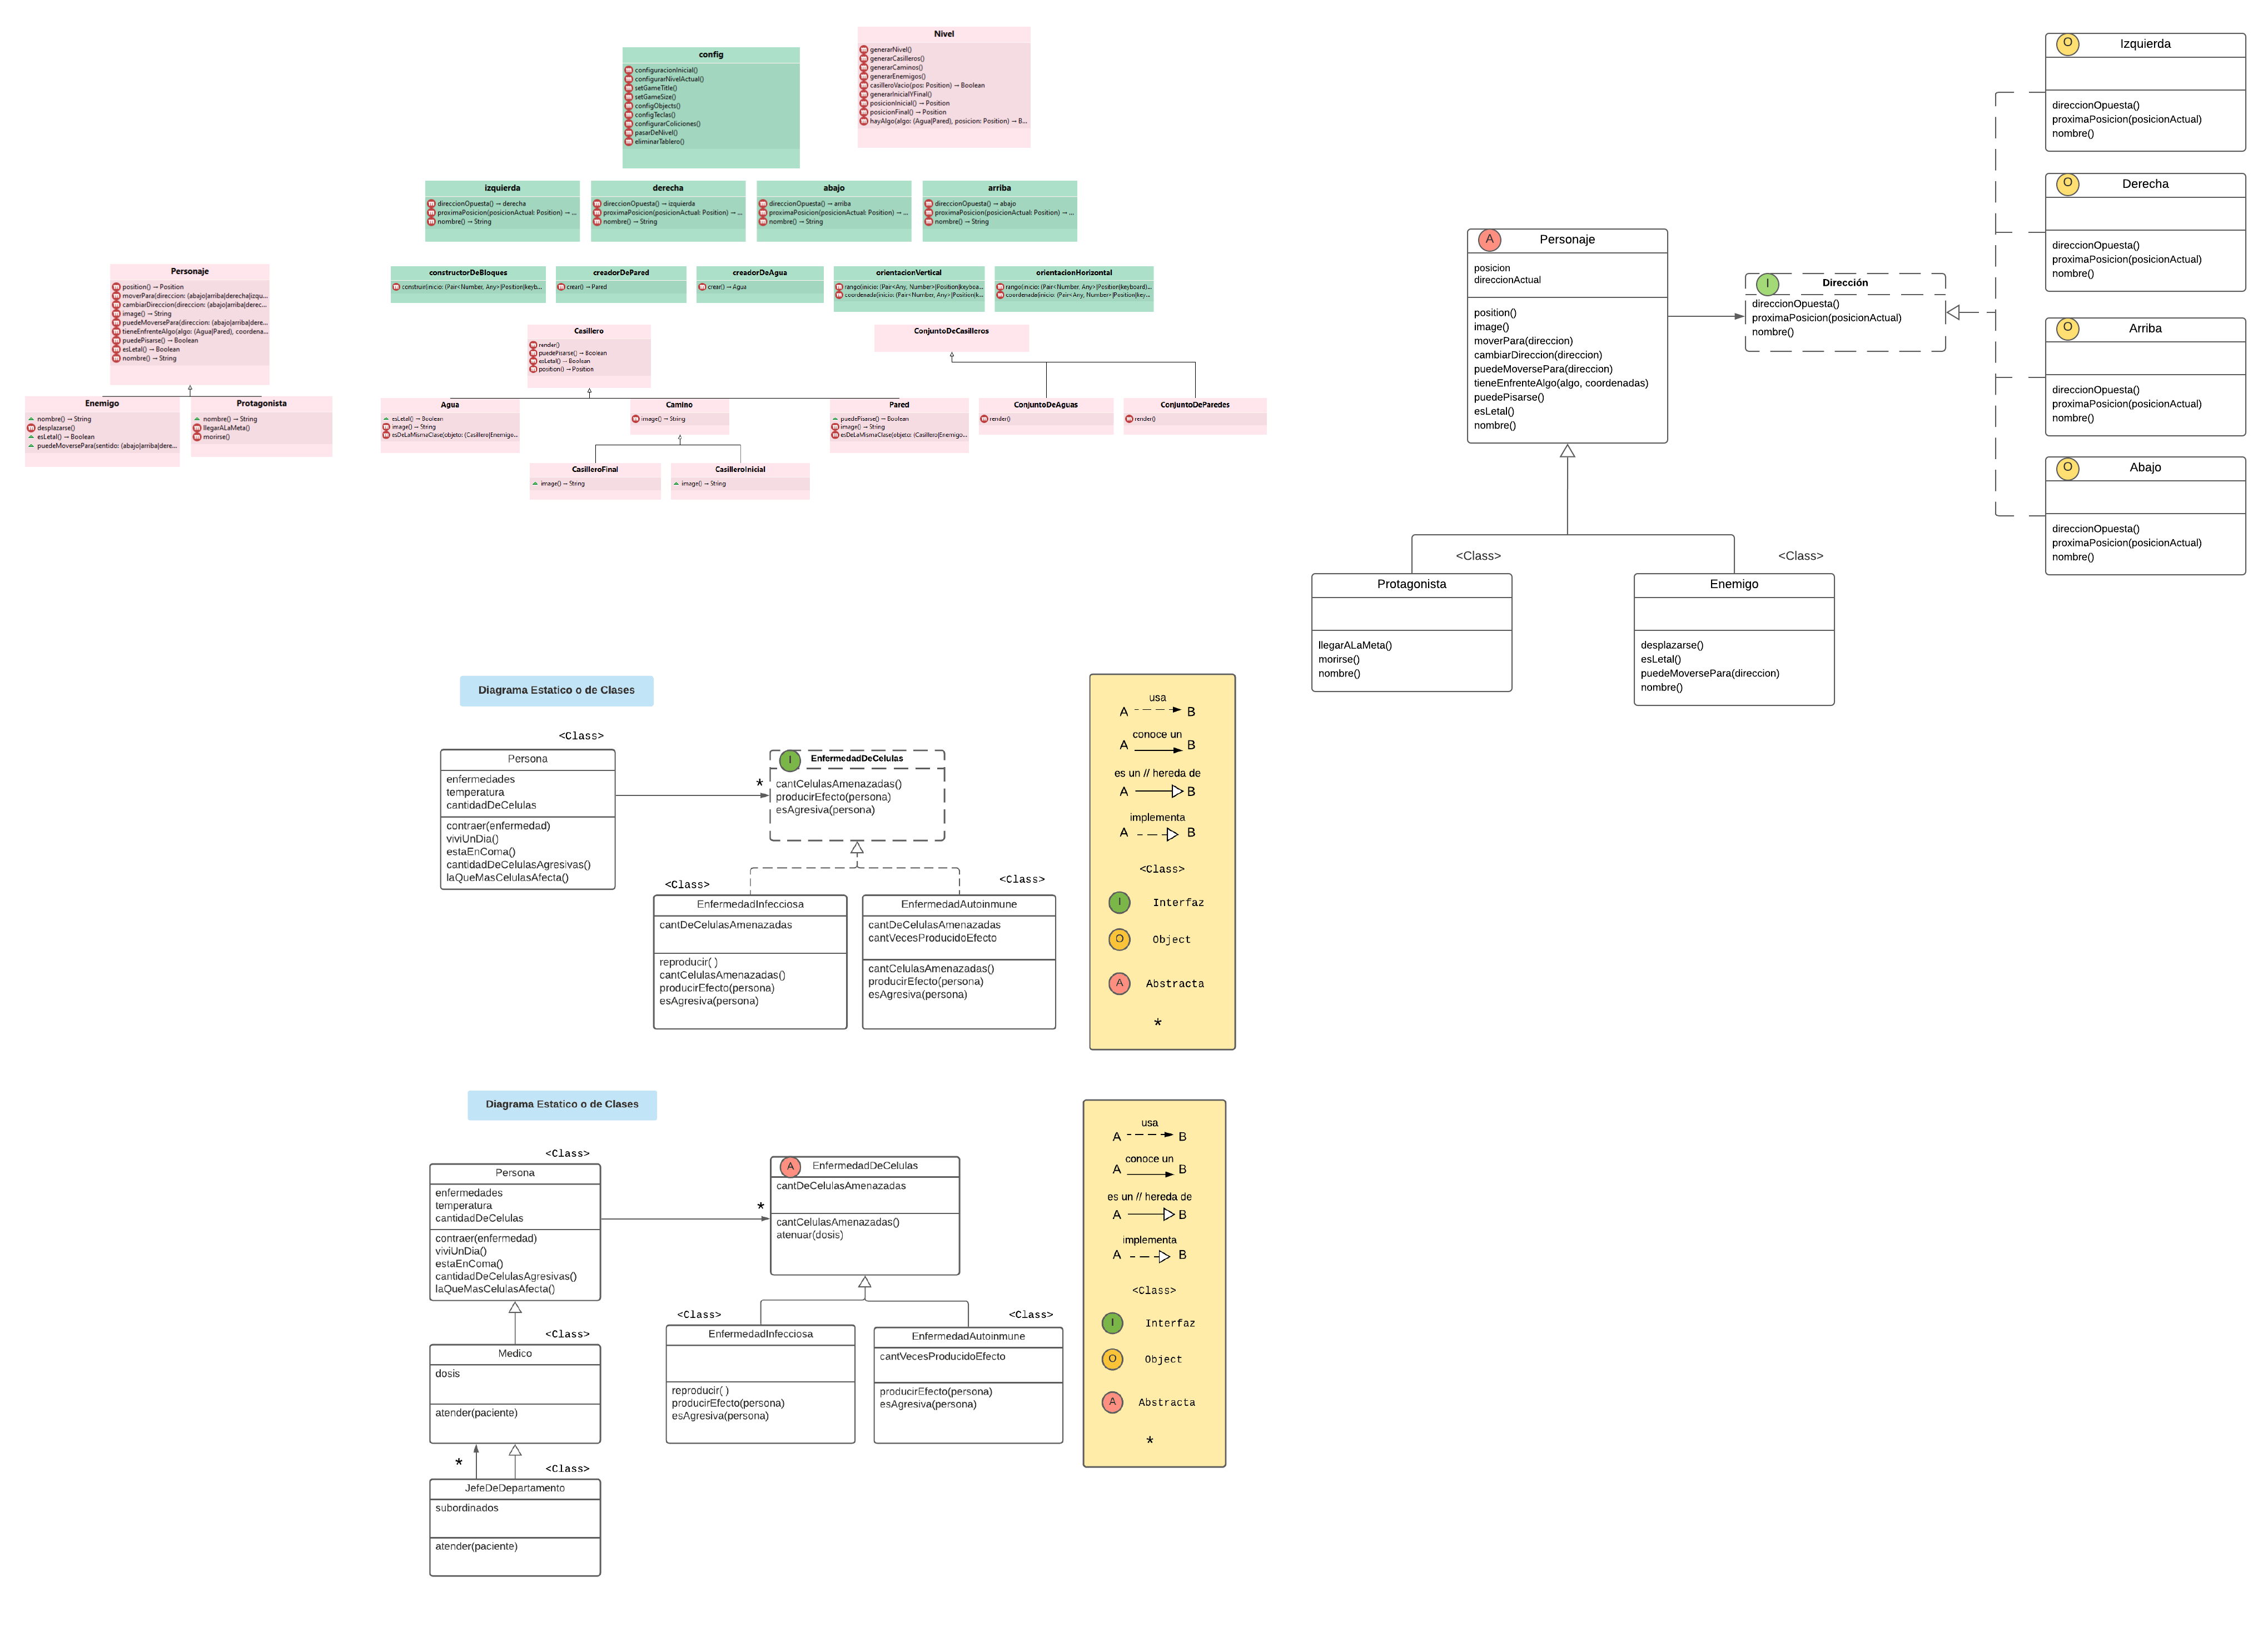 config
configuracionInicial()
configurarNivelActual()
setGameTitle()
setGameSize()
configObjects()
configTeclas()
configurarColiciones()
pasarDeNivel()
eliminarTablero()
Nivel
generarNivel()
generarCasilleros()
generarCaminos()
generarEnemigos()
casilleroVacio(pos: Position) → Boolean
generarInicialYFinal()
posicionInicial() → Position
posicionFinal() → Position
hayAlgo(algo: (Agua|Pared), posicion: Position) → B...
izquierda
direccionOpuesta() → derecha
proximaPosicion(posicionActual: Position) → ...
nombre() → String
derecha
direccionOpuesta() → izquierda
proximaPosicion(posicionActual: Position) → ...
nombre() → String
abajo
direccionOpuesta() → arriba
proximaPosicion(posicionActual: Position) → ...
nombre() → String
arriba
direccionOpuesta() → abajo
proximaPosicion(posicionActual: Position) → ...
nombre() → String
constructorDeBloques
construir(inicio: (Pair<Number, Any>|Position|keyb...
creadorDePared
crear() → Pared
creadorDeAgua
crear() → Agua
orientacionVertical
rango(inicio: (Pair<Any, Number>|Position|keyboa...
coordenada(inicio: (Pair<Number, Any>|Position|k...
orientacionHorizontal
rango(inicio: (Pair<Number, Any>|Position|keyboard)...
coordenada(inicio: (Pair<Any, Number>|Position|key...
Personaje
position() → Position
moverPara(direccion: (abajo|arriba|derecha|izqu...
cambiarDireccion(direccion: (abajo|arriba|derec...
image() → String
puedeMoversePara(direccion: (abajo|arriba|dere...
tieneEnfrenteAlgo(algo: (Agua|Pared), coordena...
puedePisarse() → Boolean
esLetal() → Boolean
nombre() → String
Enemigo
nombre() → String
desplazarse()
esLetal() → Boolean
puedeMoversePara(sentido: (abajo|arriba|dere...
Protagonista
nombre() → String
llegarALaMeta()
morirse()
Casillero
render()
puedePisarse() → Boolean
esLetal() → Boolean
position() → Position
ConjuntoDeCasilleros
Agua
esLetal() → Boolean
image() → String
esDeLaMismaClase(objeto: (Casillero|Enemigo...
Camino
image() → String
Pared
puedePisarse() → Boolean
image() → String
esDeLaMismaClase(objeto: (Casillero|Enemigo...
ConjuntoDeAguas
render()
ConjuntoDeParedes
render()
CasilleroFinal
image() → String
CasilleroInicial
image() → String
A
Personaje
posicion
direccionActual
position()
image()
moverPara(direccion)
cambiarDireccion(direccion)
puedeMoversePara(direccion)
tieneEnfrenteAlgo(algo, coordenadas)
puedePisarse()
esLetal()
nombre()
I
Dirección
direccionOpuesta()
proximaPosicion(posicionActual)
nombre()
O
Izquierda
direccionOpuesta()
proximaPosicion(posicionActual)
nombre()
O
Derecha
direccionOpuesta()
proximaPosicion(posicionActual)
nombre()
O
Arriba
direccionOpuesta()
proximaPosicion(posicionActual)
nombre()
O
Abajo
direccionOpuesta()
proximaPosicion(posicionActual)
nombre()
<Class>
Protagonista
llegarALaMeta()
morirse()
nombre()
<Class>
Enemigo
desplazarse()
esLetal()
puedeMoversePara(direccion)
nombre()
Diagrama Estatico o de Clases
<Class>
Persona
enfermedades
temperatura
cantidadDeCelulas
contraer(enfermedad)
viviUnDia()
estaEnComa()
cantidadDeCelulasAgresivas()
laQueMasCelulasAfecta()
*
I
EnfermedadDeCelulas
cantCelulasAmenazadas()
producirEfecto(persona)
esAgresiva(persona)
<Class>
EnfermedadInfecciosa
cantDeCelulasAmenazadas
reproducir( )
cantCelulasAmenazadas()
producirEfecto(persona)
esAgresiva(persona)
<Class>
EnfermedadAutoinmune
cantDeCelulasAmenazadas
cantVecesProducidoEfecto
cantCelulasAmenazadas()
producirEfecto(persona)
esAgresiva(persona)
usa
A B
conoce un
A B
es un // hereda de
A B
implementa
A B
<Class>
I Interfaz
O Object
A Abstracta
*
Diagrama Estatico o de Clases
<Class>
Persona
enfermedades
temperatura
cantidadDeCelulas
contraer(enfermedad)
viviUnDia()
estaEnComa()
cantidadDeCelulasAgresivas()
laQueMasCelulasAfecta()
*
A
EnfermedadDeCelulas
cantDeCelulasAmenazadas
cantCelulasAmenazadas()
atenuar(dosis)
<Class>
EnfermedadInfecciosa
reproducir( )
producirEfecto(persona)
esAgresiva(persona)
<Class>
EnfermedadAutoinmune
cantVecesProducidoEfecto
producirEfecto(persona)
esAgresiva(persona)
<Class>
Medico
dosis
atender(paciente)
*
<Class>
JefeDeDepartamento
subordinados
atender(paciente)
usa
A B
conoce un
A B
es un // hereda de
A B
implementa
A B
<Class>
I Interfaz
O Object
A Abstracta
*